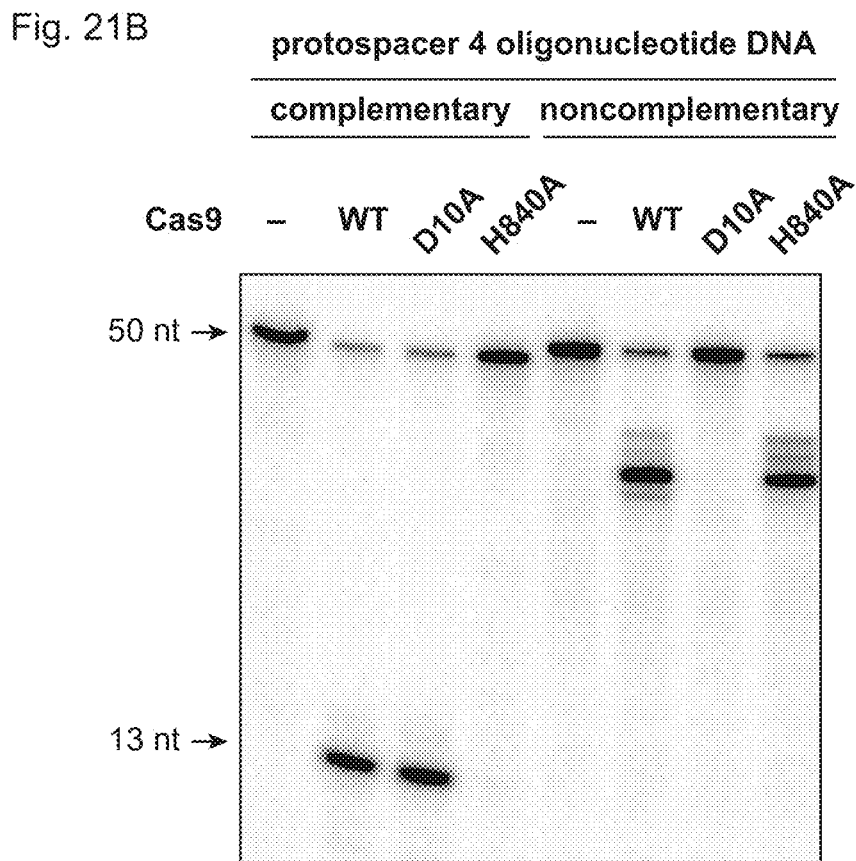 Fig. 21B
protospacer 4 oligonucleotide DNA
complementary noncomplementary
Cas9 – WT D10A H840A – WT D10A H840A
50 nt →
13 nt →